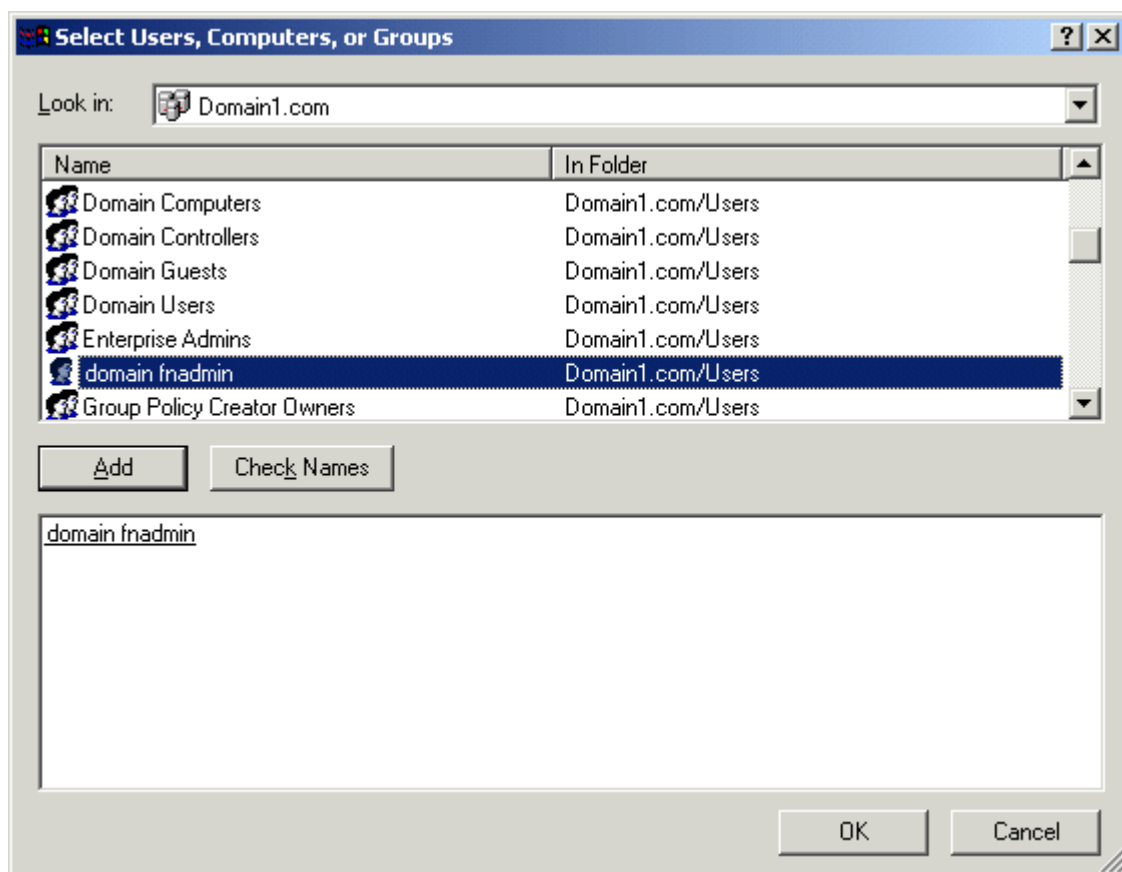 Select Users, Computers, or Groups
Look in: Domain1.com
Name In Folder
Domain Computers Domain1.com/Users
Domain Controllers Domain1.com/Users
Domain Guests Domain1.com/Users
Domain Users Domain1.com/Users
Enterprise Admins Domain1.com/Users
domain fnadmin Domain1.com/Users
Group Policy Creator Owners Domain1.com/Users
Add Check Names
domain fnadmin
OK Cancel